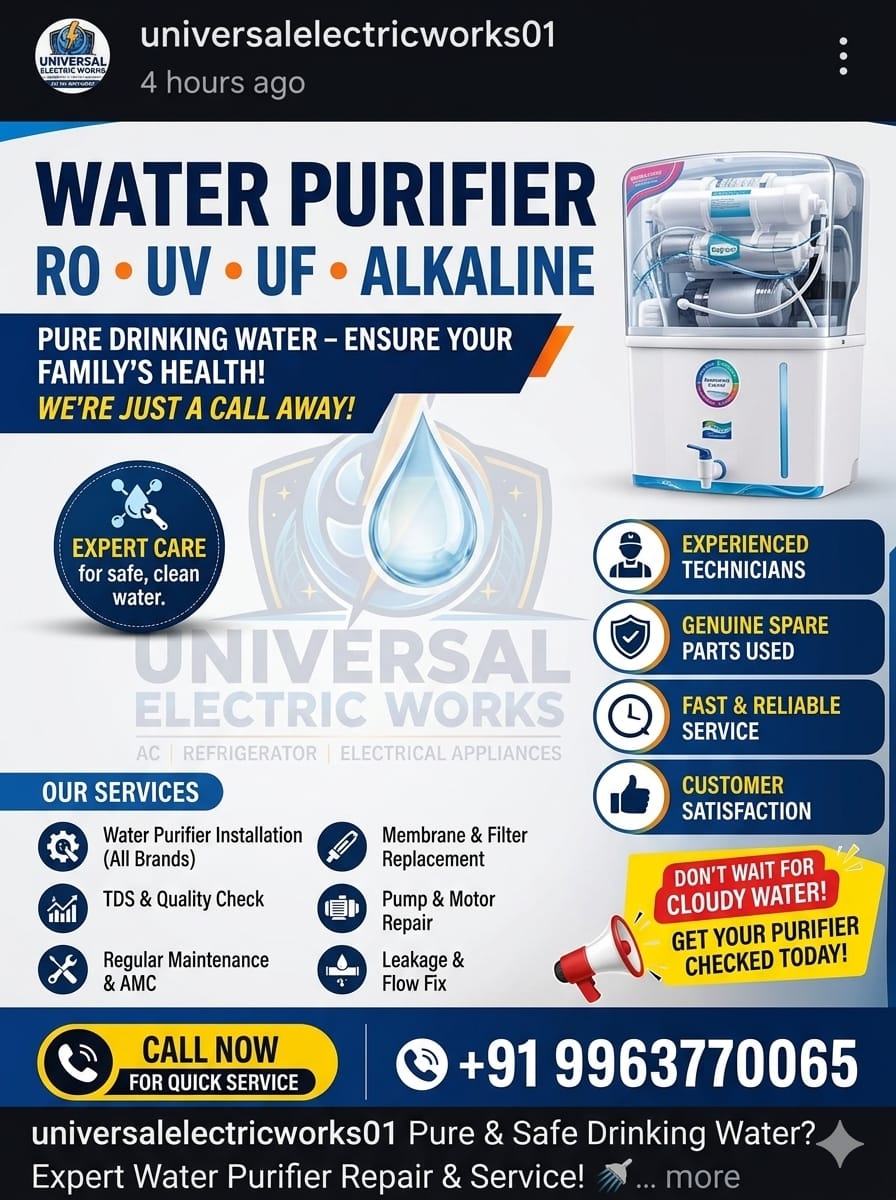 universalelectricworks01
4 hours ago
UNIVERSAL
ELECTRIC WORKS
WATER PURIFIER
RO • UV • UF • ALKALINE
PURE DRINKING WATER – ENSURE YOUR
FAMILY'S HEALTH!
WE'RE JUST A CALL AWAY!
EXPERT CARE
for safe, clean
water.
UNIVERSAL
ELECTRIC WORKS
AC | REFRIGERATOR | ELECTRICAL APPLIANCES
EXPERIENCED
TECHNICIANS
GENUINE SPARE
PARTS USED
FAST & RELIABLE
SERVICE
CUSTOMER
SATISFACTION
OUR SERVICES
Water Purifier Installation
(All Brands)
TDS & Quality Check
Regular Maintenance
& AMC
Membrane & Filter
Replacement
Pump & Motor
Repair
Leakage &
Flow Fix
DON'T WAIT FOR
CLOUDY WATER!
GET YOUR PURIFIER
CHECKED TODAY!
CALL NOW
FOR QUICK SERVICE
+91 9963770065
universalelectricworks01 Pure & Safe Drinking Water?
Expert Water Purifier Repair & Service! 🚿... more